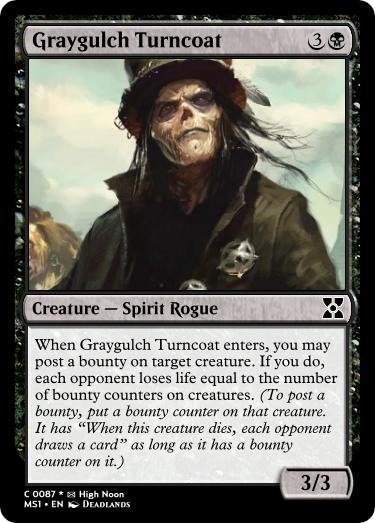 Graygulch Turncoat 3
Creature — Spirit Rogue
When Graygulch Turncoat enters, you may
post a bounty on target creature. If you do,
each opponent loses life equal to the number
of bounty counters on creatures. (To post a
bounty, put a bounty counter on that creature.
It has “When this creature dies, each opponent
draws a card” as long as it has a bounty
counter on it.)
3/3
C 0087 * High Noon
MS1 • EN Deadlands